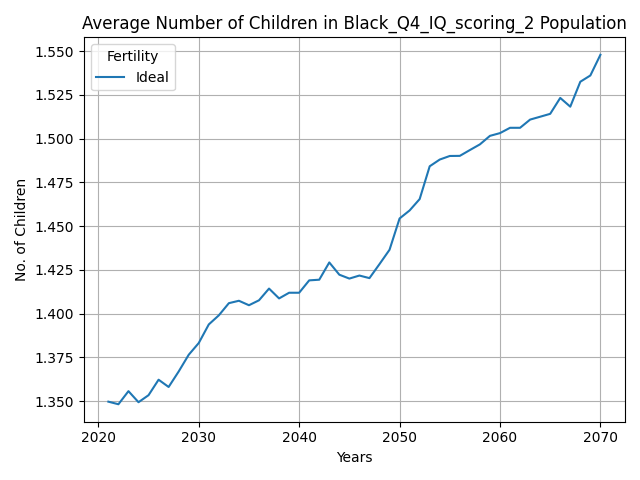 Average Number of Children in Black_Q4_IQ_scoring_2 Population
Fertility
Ideal
No. of Children
1.550
1.525
1.500
1.475
1.450
1.425
1.400
1.375
1.350
2020 2030 2040 2050 2060 2070
Years